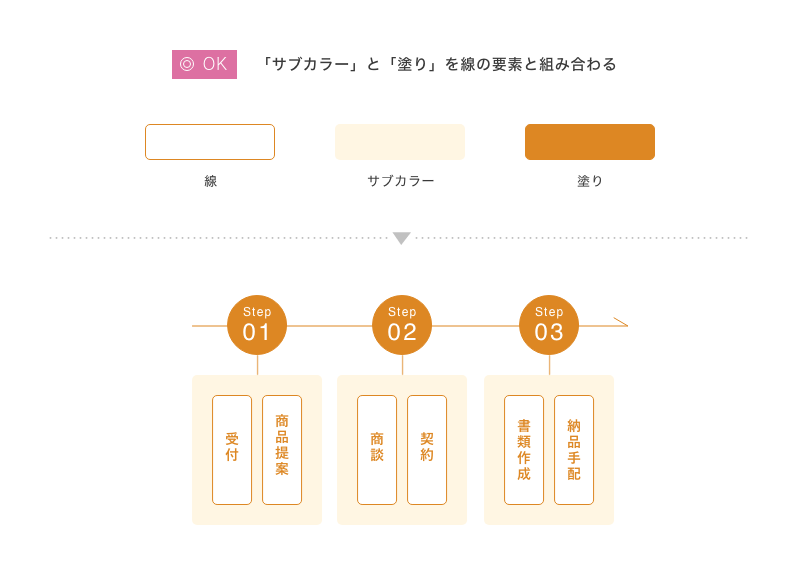 ◎ OK 「サブカラー」と「塗り」を線の要素と組み合わる
線
サブカラー
塗り
Step
01
Step
02
Step
03
受付
商品提案
商談
契約
書類作成
納品手配